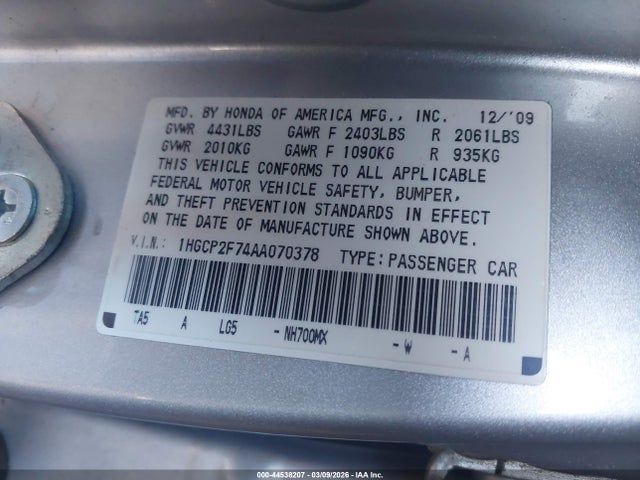 MFD. BY HONDA OF AMERICA MFG., INC. 12/'09
GVWR 4431LBS GAWR F 2403LBS R 2061LBS
GVWR 2010KG GAWR F 1090KG R 935KG
THIS VEHICLE CONFORMS TO ALL APPLICABLE
FEDERAL MOTOR VEHICLE SAFETY, BUMPER,
AND THEFT PREVENTION STANDARDS IN EFFECT
ON THE DATE OF MANUFACTURE SHOWN ABOVE.
V.I.N.: 1HGCP2F74AA070378 TYPE:PASSENGER CAR
TA5 A LG5 -NH700MX -W -A
000-44538207 - 03/09/2026 - IAA Inc.